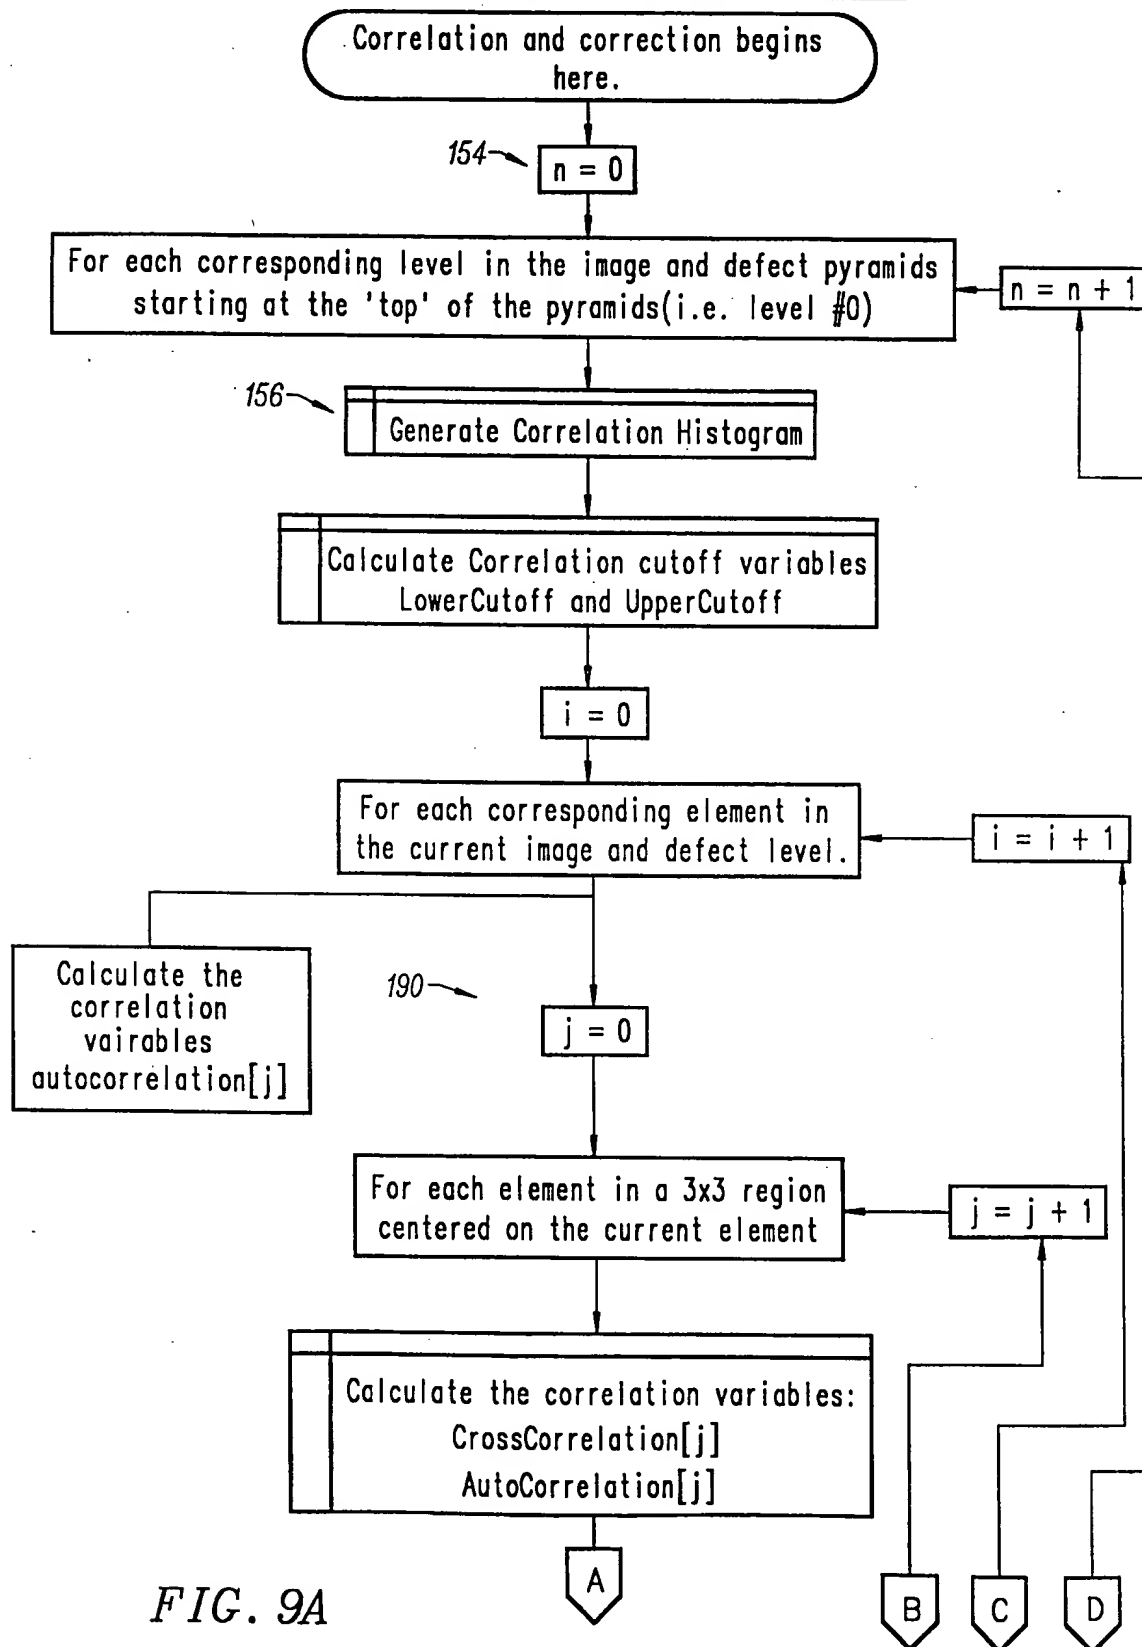 Correlation and correction begins
here.
154
n = 0
For each corresponding level in the image and defect pyramids
starting at the 'top' of the pyramids(i.e. level #0)
n = n + 1
156
Generate Correlation Histogram
Calculate Correlation cutoff variables
LowerCutoff and UpperCutoff
i = 0
For each corresponding element in
the current image and defect level.
i = i + 1
Calculate the
correlation
vairables
autocorrelation[j]
190
j = 0
For each element in a 3x3 region
centered on the current element
j = j + 1
Calculate the correlation variables:
CrossCorrelation[j]
AutoCorrelation[j]
A
B
C
D
FIG. 9A